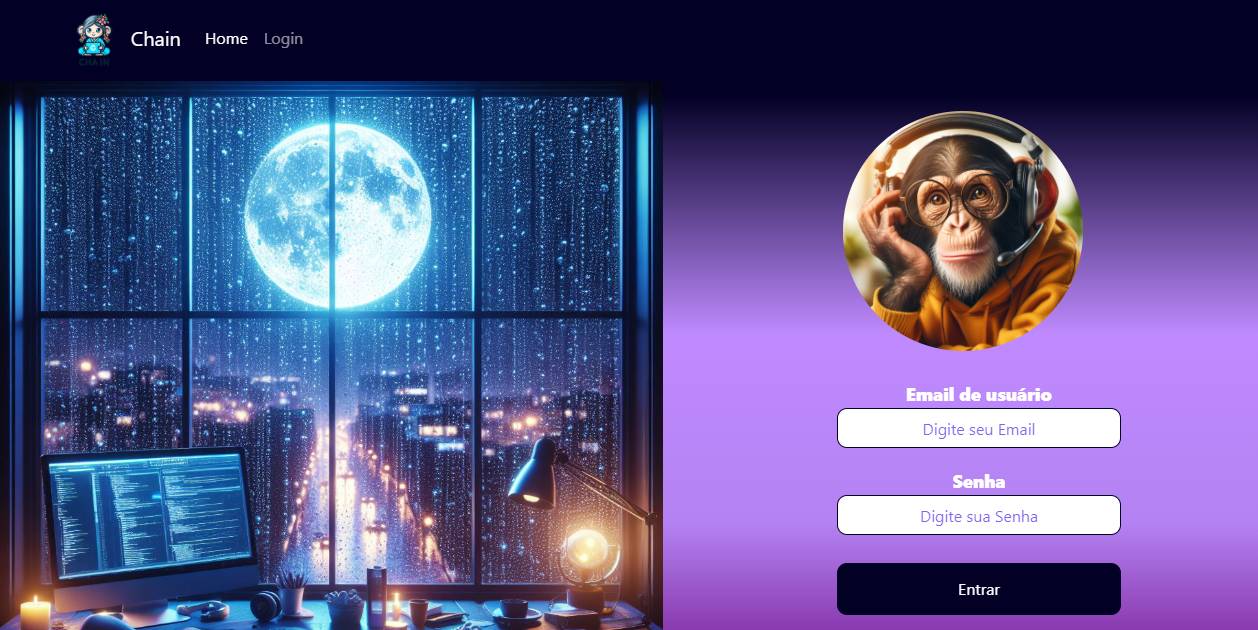 CHAIN
Chain
Home
Login
Email de usuário
Digite seu Email
Senha
Digite sua Senha
Entrar